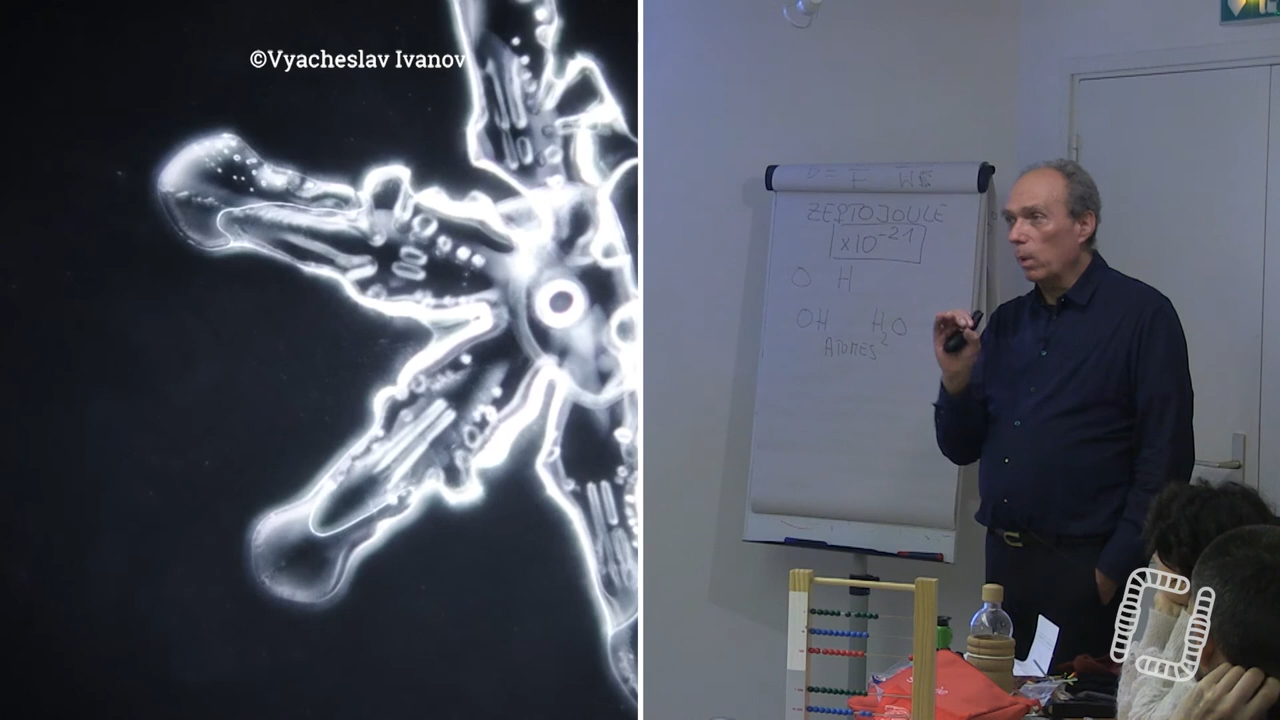 ©Vyacheslav Ivanov
ZEPTOJOULE
x10⁻²¹
O H
OH H₂O
ATOMES